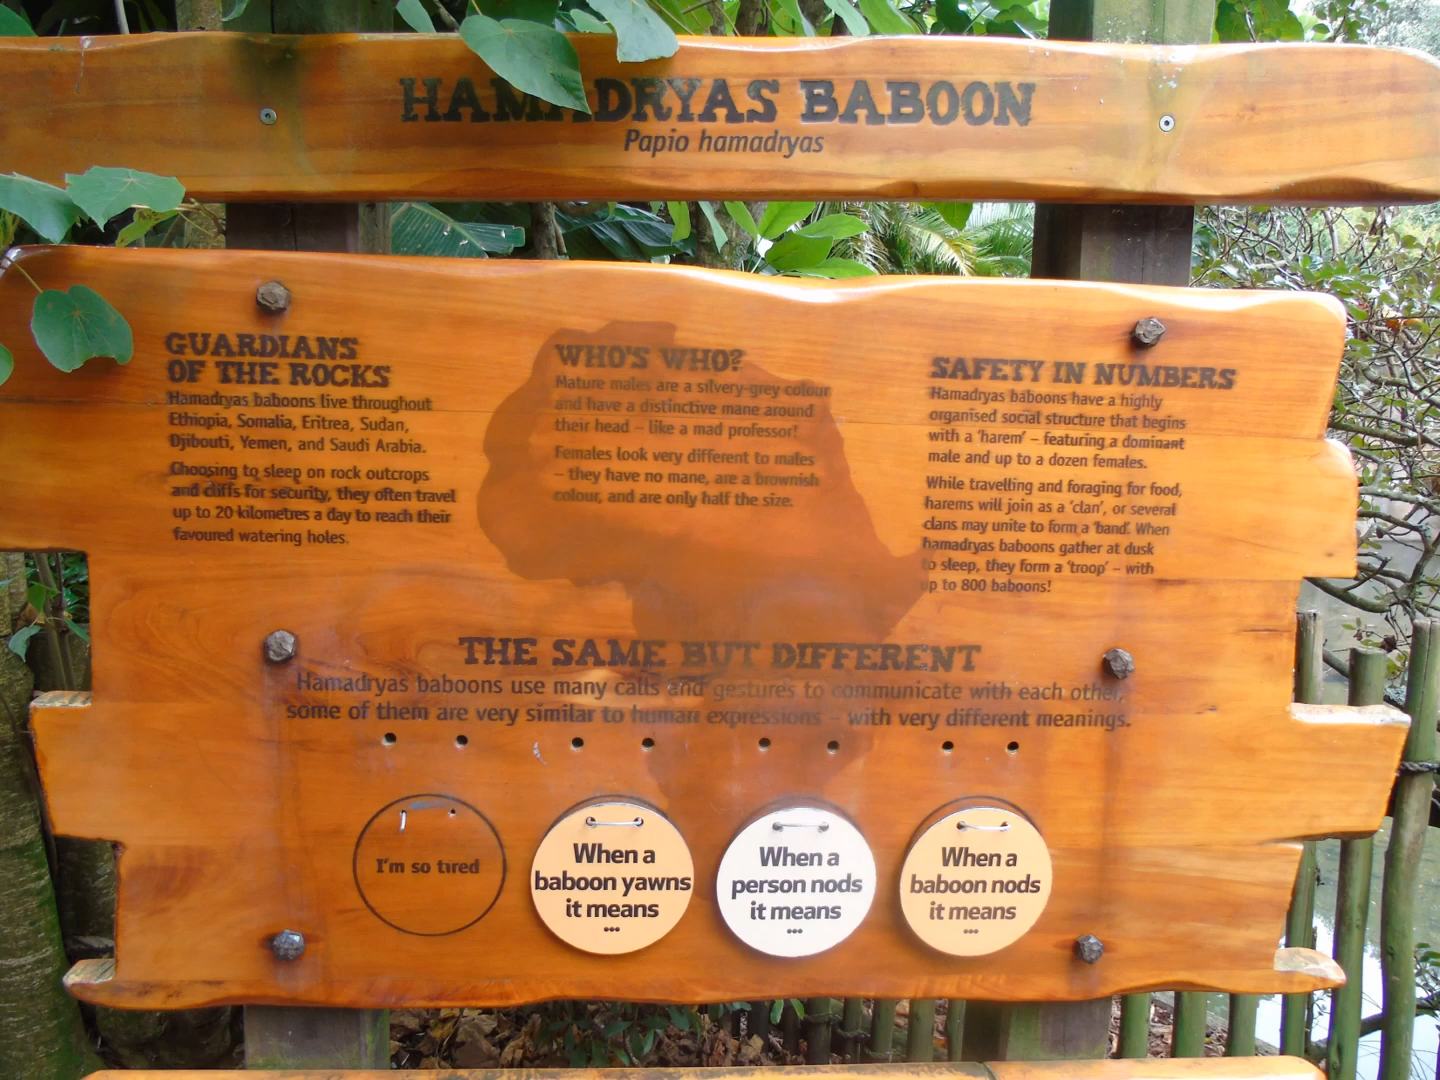 HAMADRYAS BABOON
Papio hamadryas
GUARDIANS
OF THE ROCKS
Hamadryas baboons live throughout
Ethiopia, Somalia, Eritrea, Sudan,
Djibouti, Yemen, and Saudi Arabia.
Choosing to sleep on rock outcrops
and cliffs for security, they often travel
up to 20 kilometres a day to reach their
favoured watering holes.
WHO'S WHO?
Mature males are a silvery-grey colour
and have a distinctive mane around
their head – like a mad professor!
Females look very different to males
– they have no mane, are a brownish
colour, and are only half the size.
SAFETY IN NUMBERS
Hamadryas baboons have a highly
organised social structure that begins
with a 'harem' – featuring a dominant
male and up to a dozen females.
While travelling and foraging for food,
harems will join as a 'clan', or several
clans may unite to form a 'band'. When
hamadryas baboons gather at dusk
to sleep, they form a 'troop' – with
up to 800 baboons!
THE SAME BUT DIFFERENT
Hamadryas baboons use many calls and gestures to communicate with each other,
some of them are very similar to human expressions – with very different meanings.
I'm so tired
When a
baboon yawns
it means
...
When a
person nods
it means
...
When a
baboon nods
it means
...